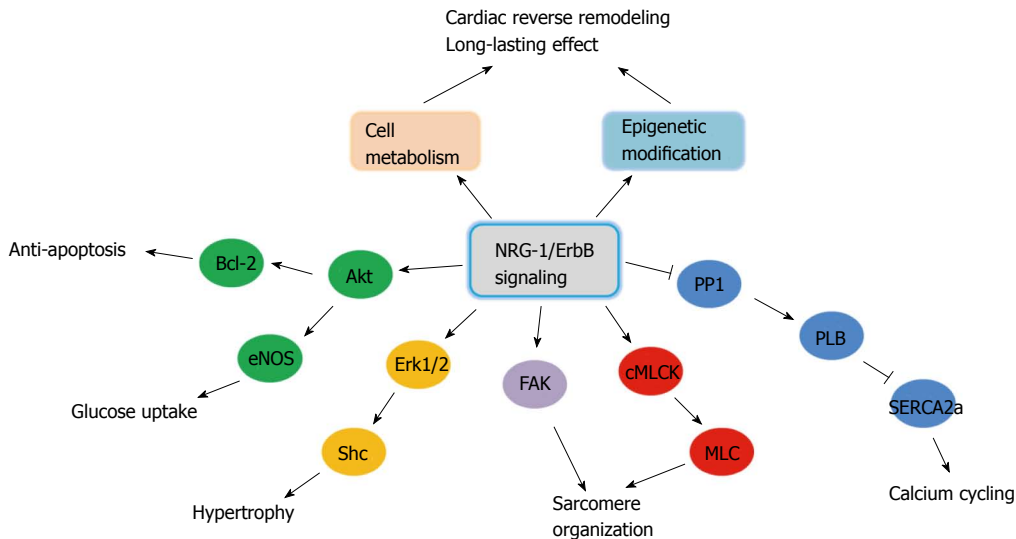 Cardiac reverse remodeling
Long-lasting effect
Cell
metabolism
Epigenetic
modification
NRG-1/ErbB
signaling
Anti-apoptosis
Bcl-2
Akt
PP1
eNOS
Erk1/2
FAK
cMLCK
PLB
Glucose uptake
SERCA2a
Shc
MLC
Hypertrophy
Sarcomere
organization
Calcium cycling